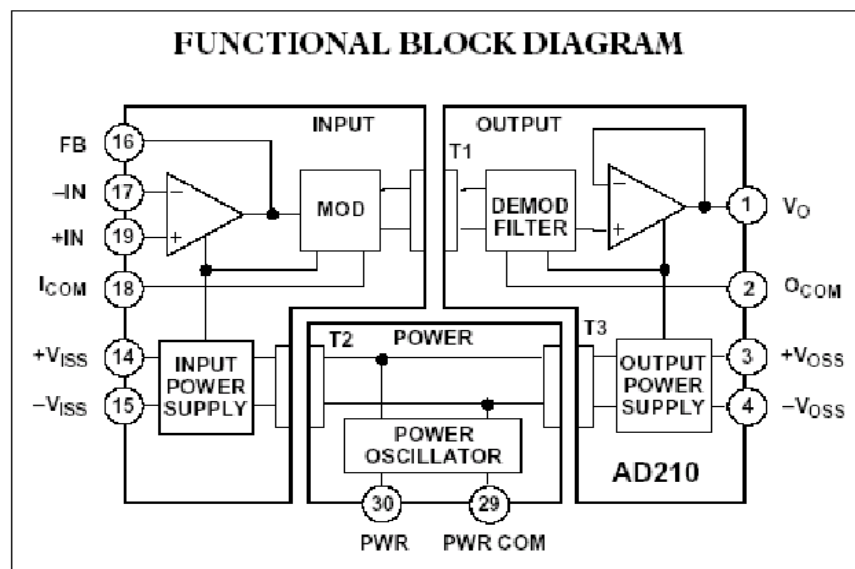 FUNCTIONAL BLOCK DIAGRAM
INPUT
OUTPUT
FB 16
T1
–IN 17
–
MOD
DEMOD
FILTER
–
1 VO
+IN 19
+
+
ICOM 18
2 OCOM
T2
POWER
T3
+VISS 14
INPUT
POWER
SUPPLY
OUTPUT
POWER
SUPPLY
3 +VOSS
–VISS 15
4 –VOSS
POWER
OSCILLATOR
AD210
30
29
PWR
PWR COM